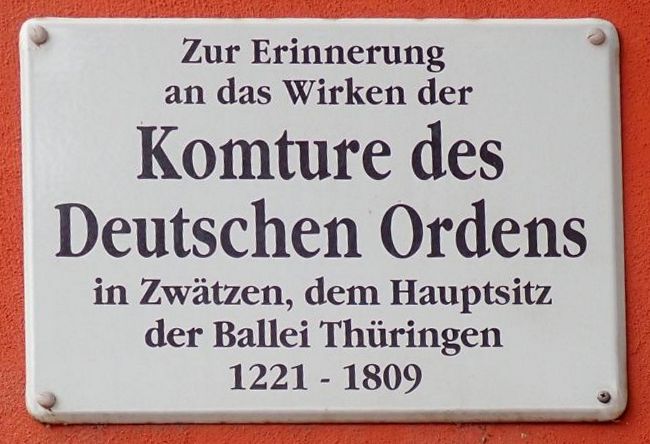 Zur Erinnerung
an das Wirken der
Komture des
Deutschen Ordens
in Zwätzen, dem Hauptsitz
der Ballei Thüringen
1221 - 1809